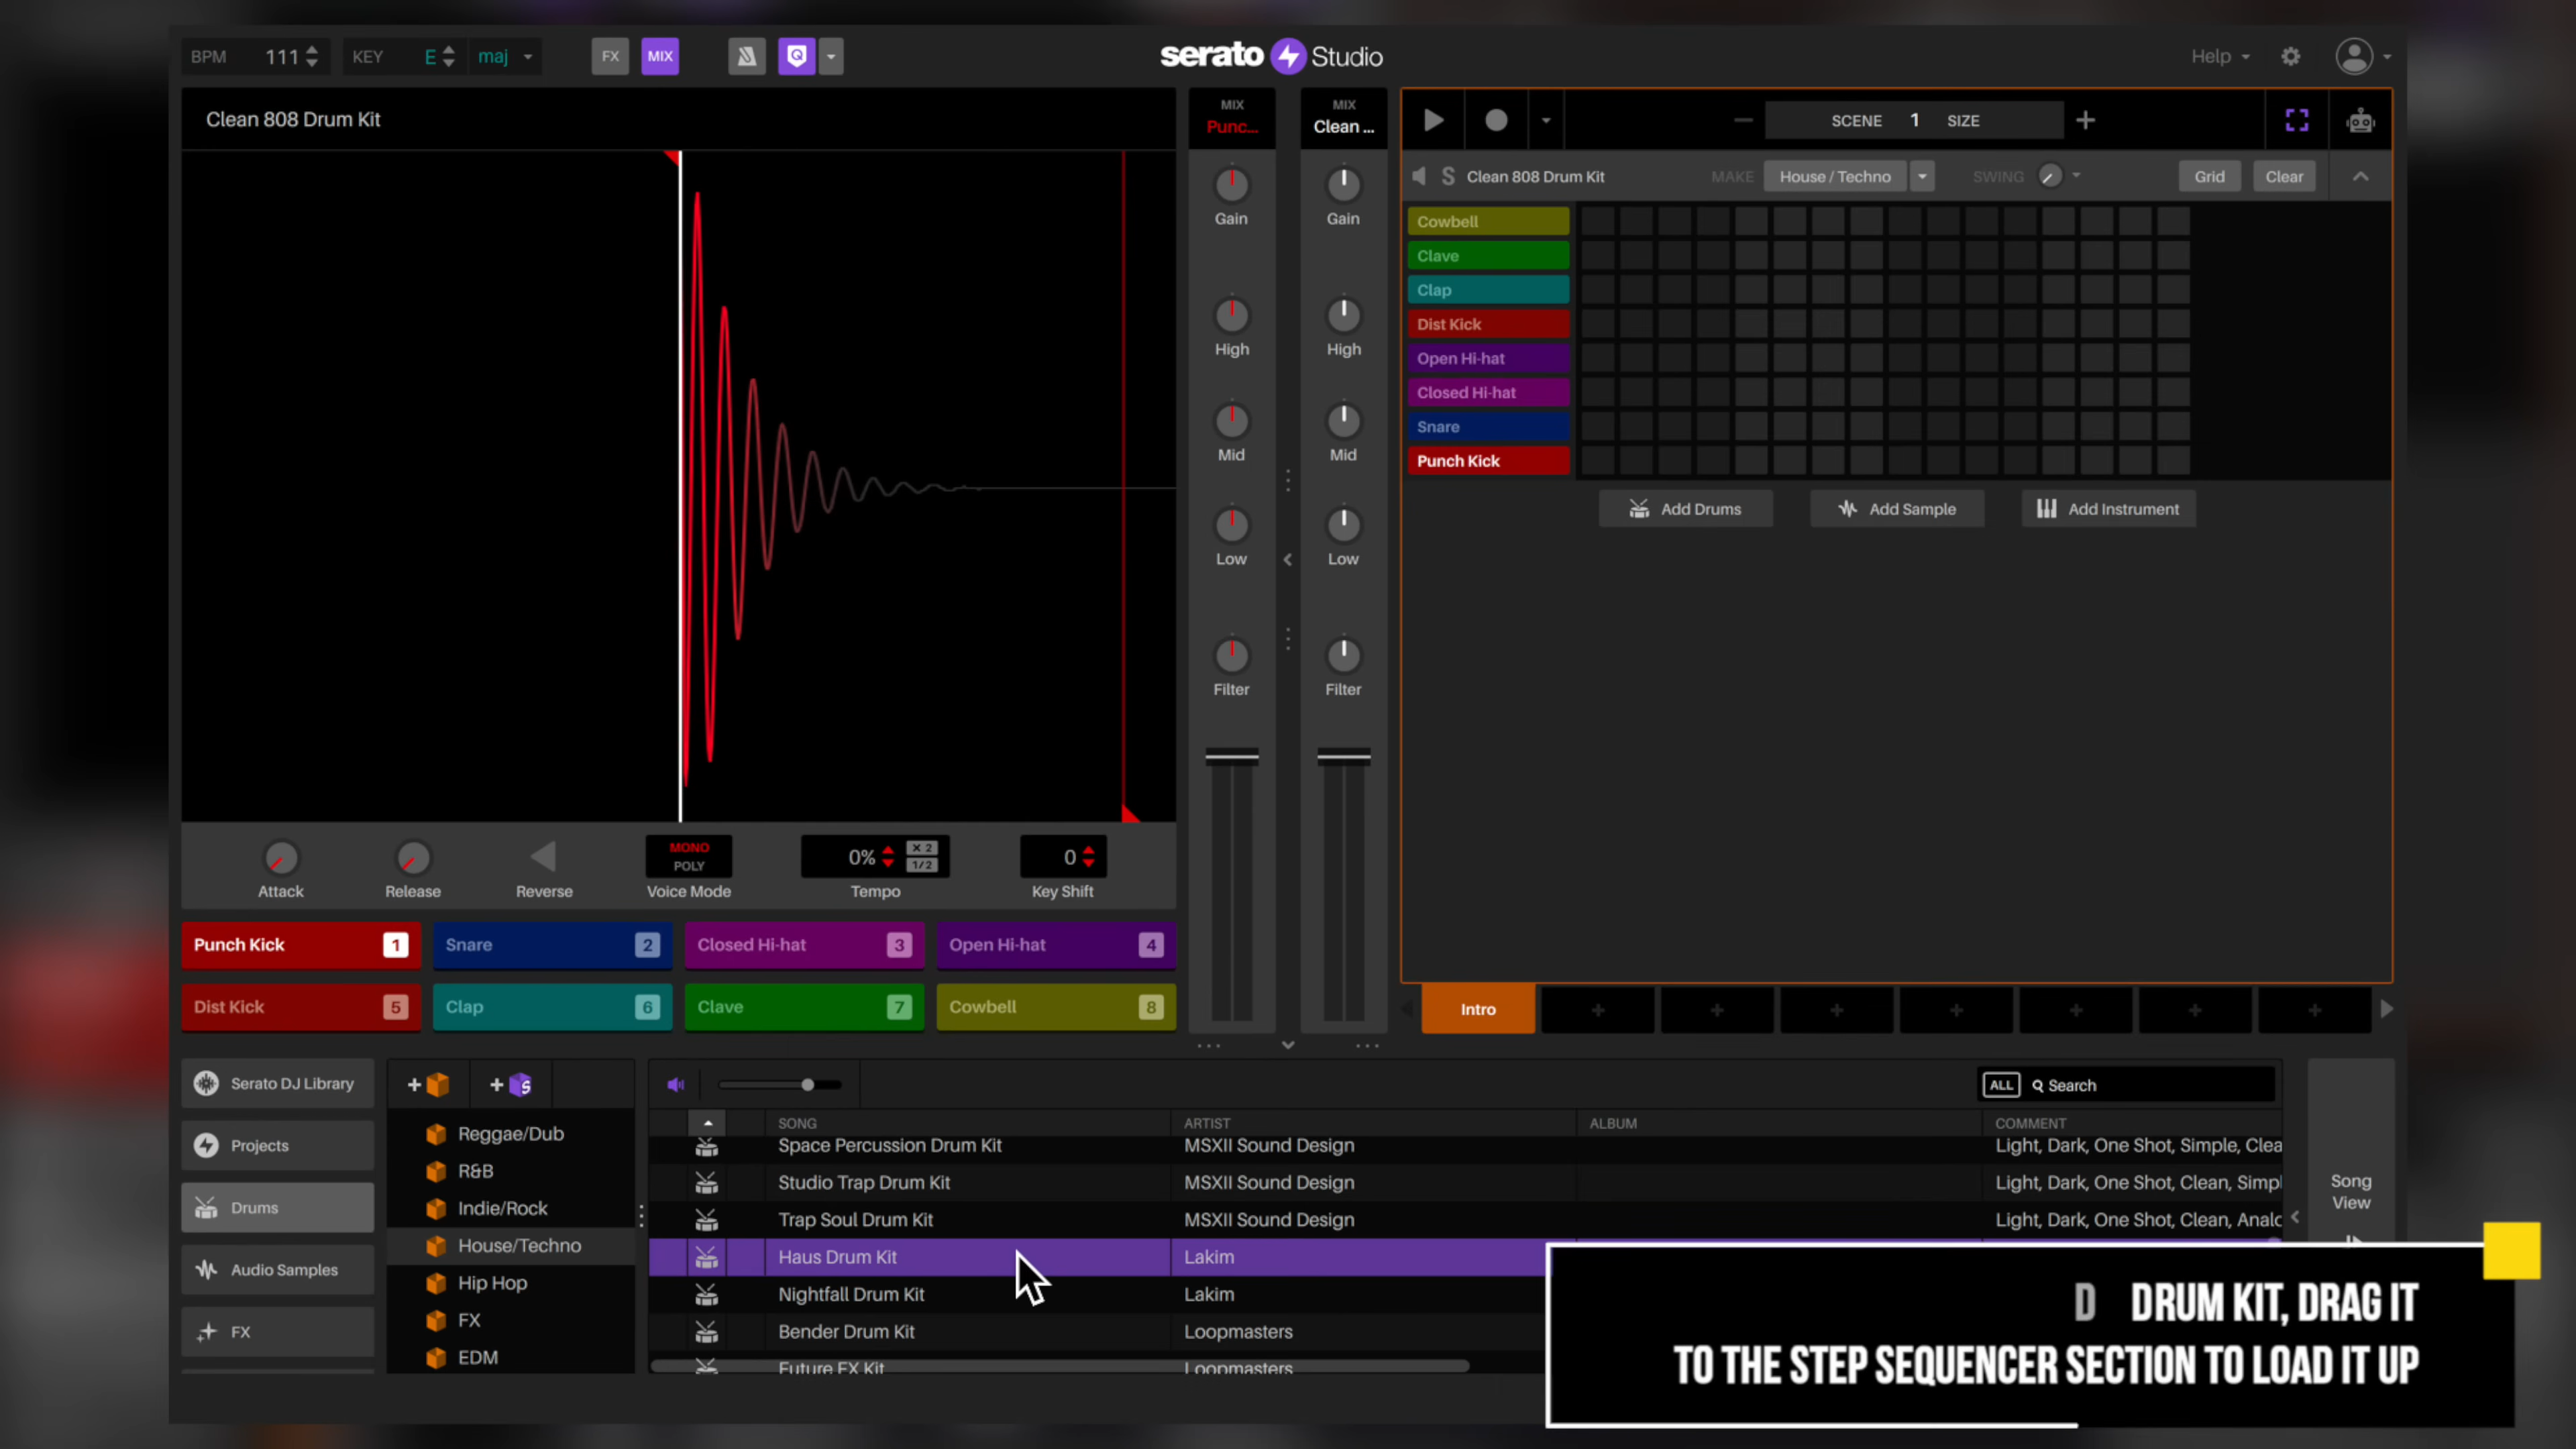 BPM 111 KEY E maj FX MIX serato Studio Help
Clean 808 Drum Kit
MIX
Punc...
Gain
High
Mid
Low
Filter
MIX
Clean ...
Gain
High
Mid
Low
Filter
SCENE 1 SIZE
S Clean 808 Drum Kit MAKE House / Techno SWING Grid Clear
Cowbell
Clave
Clap
Dist Kick
Open Hi-hat
Closed Hi-hat
Snare
Punch Kick
Add Drums Add Sample Add Instrument
MONO
POLY
0% X 2
1/2
0
Attack Release Reverse Voice Mode Tempo Key Shift
Punch Kick 1 Snare 2 Closed Hi-hat 3 Open Hi-hat 4
Dist Kick 5 Clap 6 Clave 7 Cowbell 8
Intro
Serato DJ Library
Projects
Drums
Audio Samples
FX
Reggae/Dub
R&B
Indie/Rock
House/Techno
Hip Hop
FX
EDM
ALL Search
SONG ARTIST ALBUM COMMENT
Space Percussion Drum Kit MSXII Sound Design Light, Dark, One Shot, Simple, Clea
Studio Trap Drum Kit MSXII Sound Design Light, Dark, One Shot, Clean, Simpl
Trap Soul Drum Kit MSXII Sound Design Light, Dark, One Shot, Clean, Analo
Haus Drum Kit Lakim
Nightfall Drum Kit Lakim
Bender Drum Kit Loopmasters
Future FX Kit Loopmasters
Song
View
D DRUM KIT, DRAG IT
TO THE STEP SEQUENCER SECTION TO LOAD IT UP